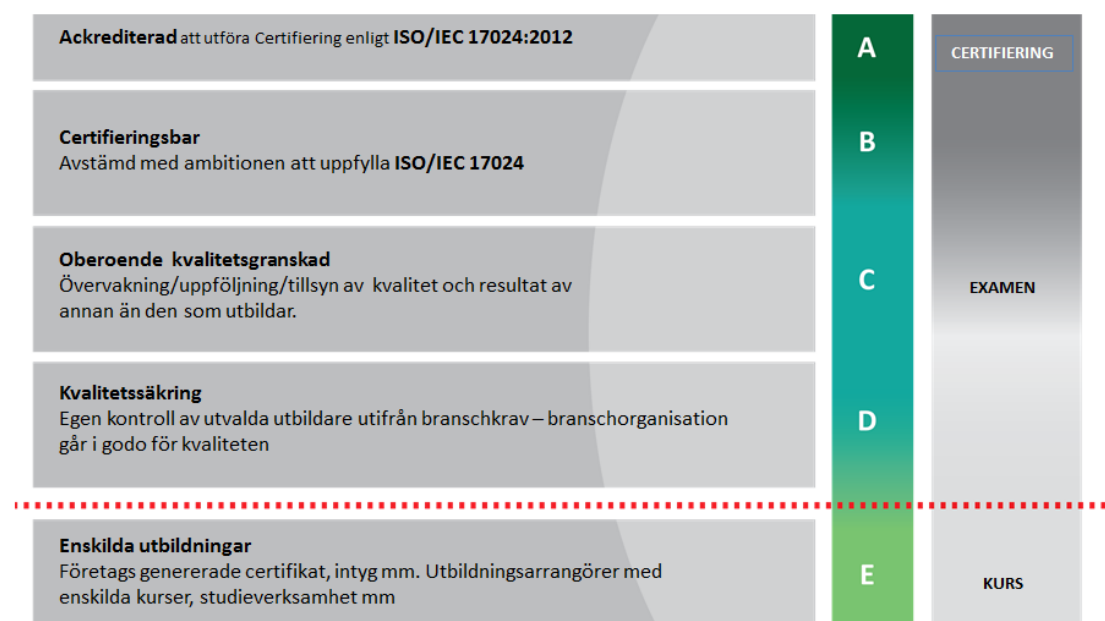 Ackrediterad att utföra Certifiering enligt ISO/IEC 17024:2012
A
CERTIFIERING
Certifieringsbar
Avstämd med ambitionen att uppfylla ISO/IEC 17024
B
Oberoende kvalitetsgranskad
Övervakning/uppföljning/tillsyn av kvalitet och resultat av
annan än den som utbildar.
C
EXAMEN
Kvalitetssäkring
Egen kontroll av utvalda utbildare utifrån branschkrav – branschorganisation
går i godo för kvaliteten
D
Enskilda utbildningar
Företags genererade certifikat, intyg mm. Utbildningsarrangörer med
enskilda kurser, studieverksamhet mm
E
KURS